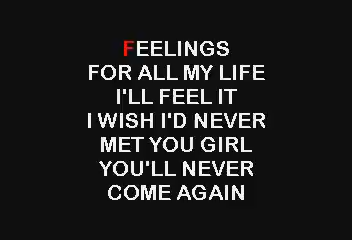 FEELINGS
FOR ALL MY LIFE
I'LL FEEL IT
I WISH I'D NEVER
MET YOU GIRL
YOU'LL NEVER
COME AGAIN